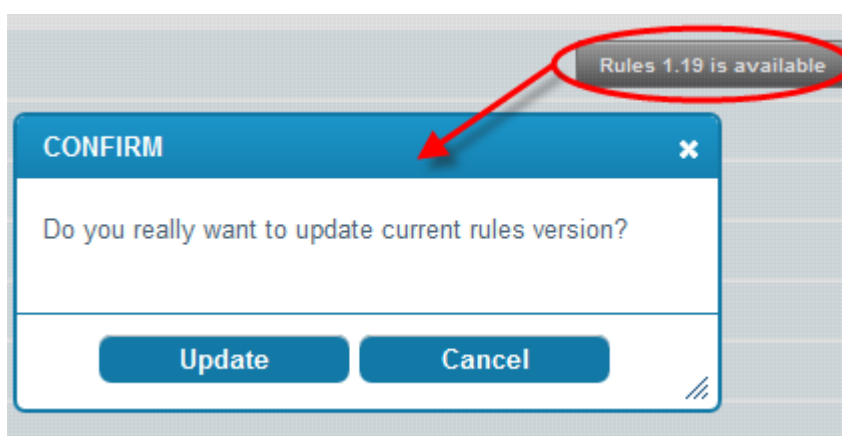 Rules 1.19 is available
CONFIRM
Do you really want to update current rules version?
Update Cancel